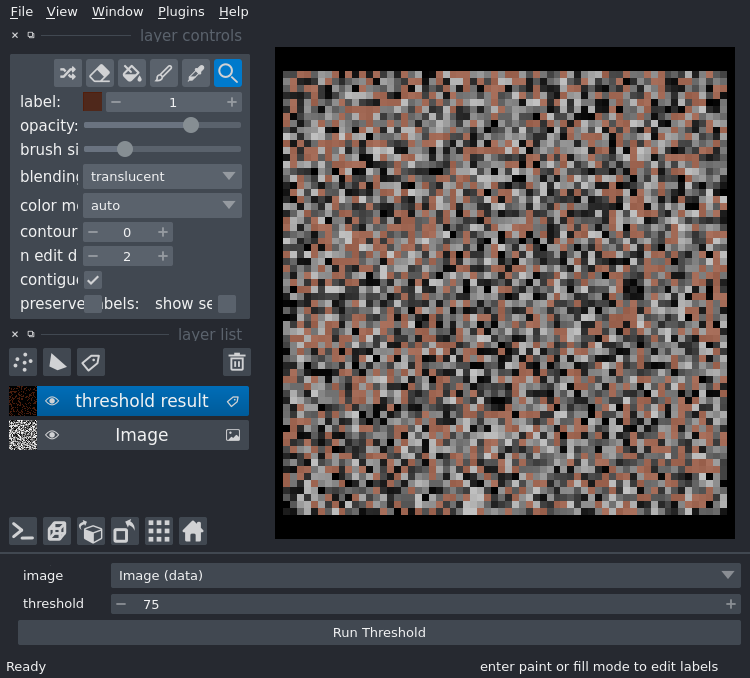 File View Window Plugins Help
layer controls
label: 1
opacity:
brush si
blending translucent
color m auto
contour 0
n edit d 2
contigu
preserve abels: show se
layer list
threshold result
Image
image Image (data)
threshold 75
Run Threshold
Ready enter paint or fill mode to edit labels